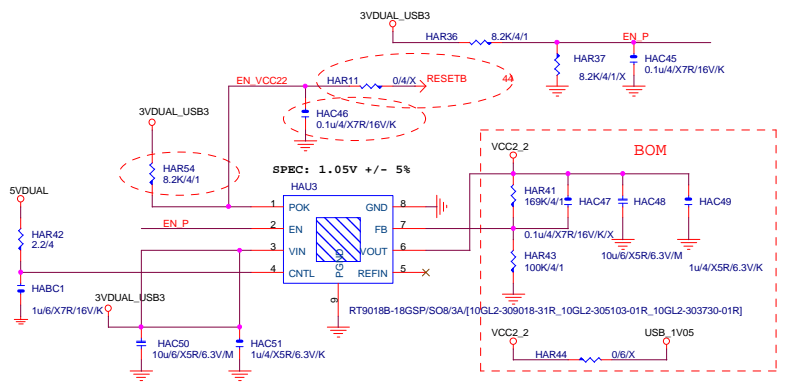 3VDUAL_USB3
HAR36
8.2K/4/1
EN_P
HAR37
8.2K/4/1/X
HAC45
0.1u/4/X7R/16V/K
EN_VCC22
HAR11
0/4/X
RESETB
44
HAC46
0.1u/4/X7R/16V/K
3VDUAL_USB3
HAR54
8.2K/4/1
SPEC: 1.05V +/- 5%
HAU3
1
POK
GND
8
EN_P
2
EN
FB
7
3
VIN
VOUT
6
4
CNTL
REFIN
5
PGND
9
RT9018B-18GSP/SO8/3A/[10GL2-309018-31R_10GL2-305103-01R_10GL2-303730-01R]
5VDUAL
HAR42
2.2/4
HABC1
1u/6/X7R/16V/K
3VDUAL_USB3
HAC50
10u/6/X5R/6.3V/M
HAC51
1u/4/X5R/6.3V/K
BOM
VCC2_2
HAR41
169K/4/1
HAC47
0.1u/4/X7R/16V/K/X
HAC48
10u/6/X5R/6.3V/M
HAC49
1u/4/X5R/6.3V/K
HAR43
100K/4/1
VCC2_2
USB_1V05
HAR44
0/6/X